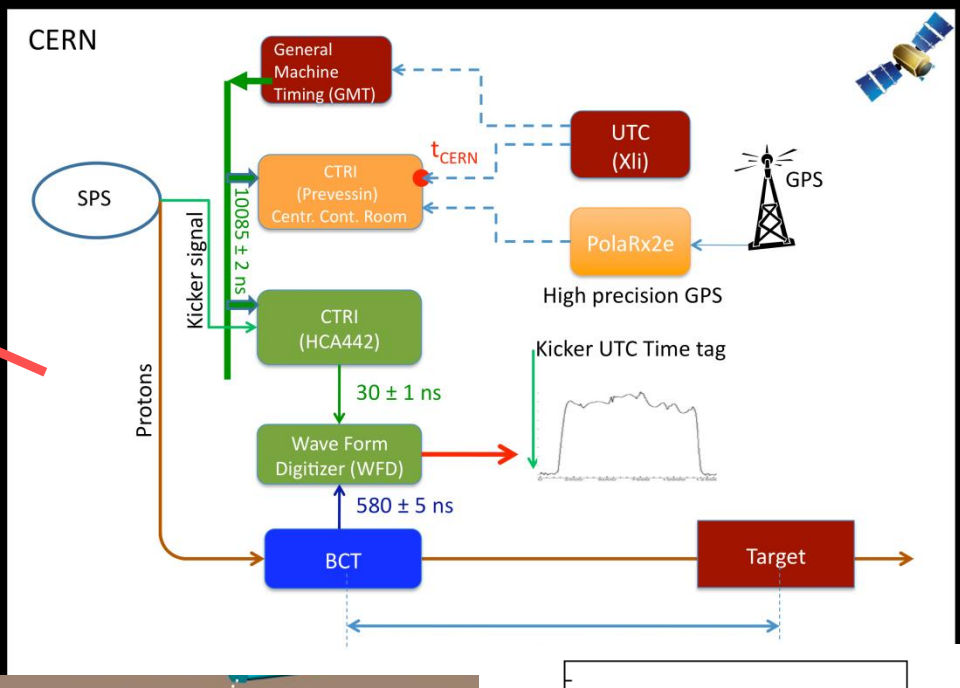 CERN
General
Machine
Timing (GMT)
UTC
(Xli)
t_CERN
GPS
CTRI
(Prevessin)
Centr. Cont. Room
SPS
10085 ± 2 ns
Kicker signal
PolaRx2e
High precision GPS
CTRI
(HCA442)
Kicker UTC Time tag
Protons
30 ± 1 ns
Wave Form
Digitizer (WFD)
580 ± 5 ns
BCT
Target